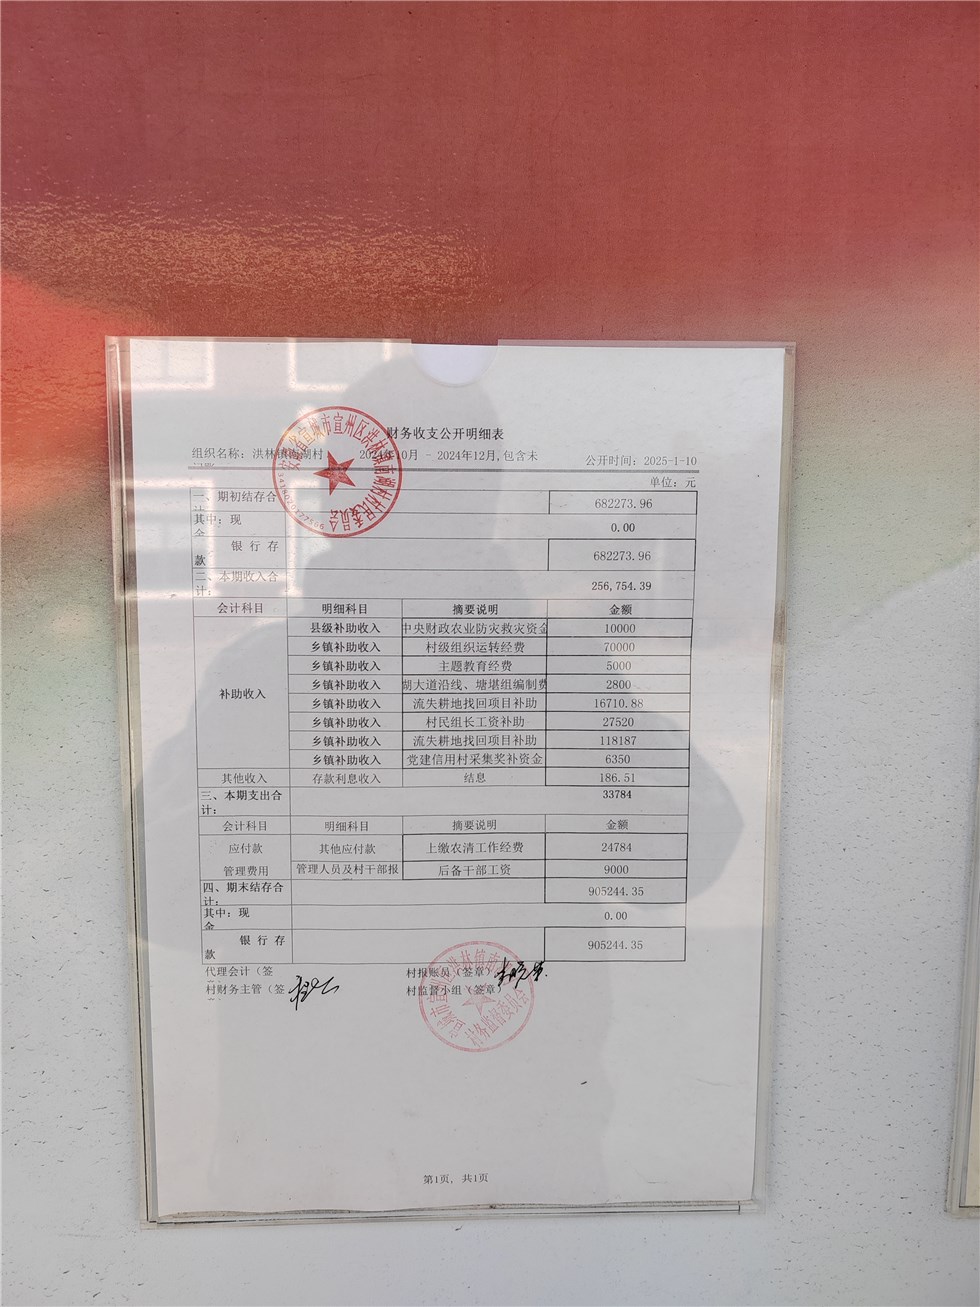 财务收支公开明细表
组织名称：洪林镇南湖村 2024年10月 - 2024年12月,包含未 公开时间：2025-1-10
单位：元
一、期初结存合 682273.96
其中：现 0.00
银行存款 682273.96
二、本期收入合计： 256,754.39
会计科目 明细科目 摘要说明 金额
补助收入
县级补助收入 中央财政农业防灾救灾资金 10000
乡镇补助收入 村级组织运转经费 70000
乡镇补助收入 主题教育经费 5000
乡镇补助收入 湖大道沿线、塘堪组编制费 2800
乡镇补助收入 流失耕地找回项目补助 16710.88
乡镇补助收入 村民组长工资补助 27520
乡镇补助收入 流失耕地找回项目补助 118187
乡镇补助收入 党建信用村采集奖补资金 6350
其他收入 存款利息收入 结息 186.51
三、本期支出合计： 33784
会计科目 明细科目 摘要说明 金额
应付款 其他应付款 上缴农清工作经费 24784
管理费用 管理人员及村干部报 后备干部工资 9000
四、期末结存合计： 905244.35
其中：现金 0.00
银行存款 905244.35
代理会计（签 村报账员（签章）
村财务主管（签 村监督小组（签章）
第1页，共1页